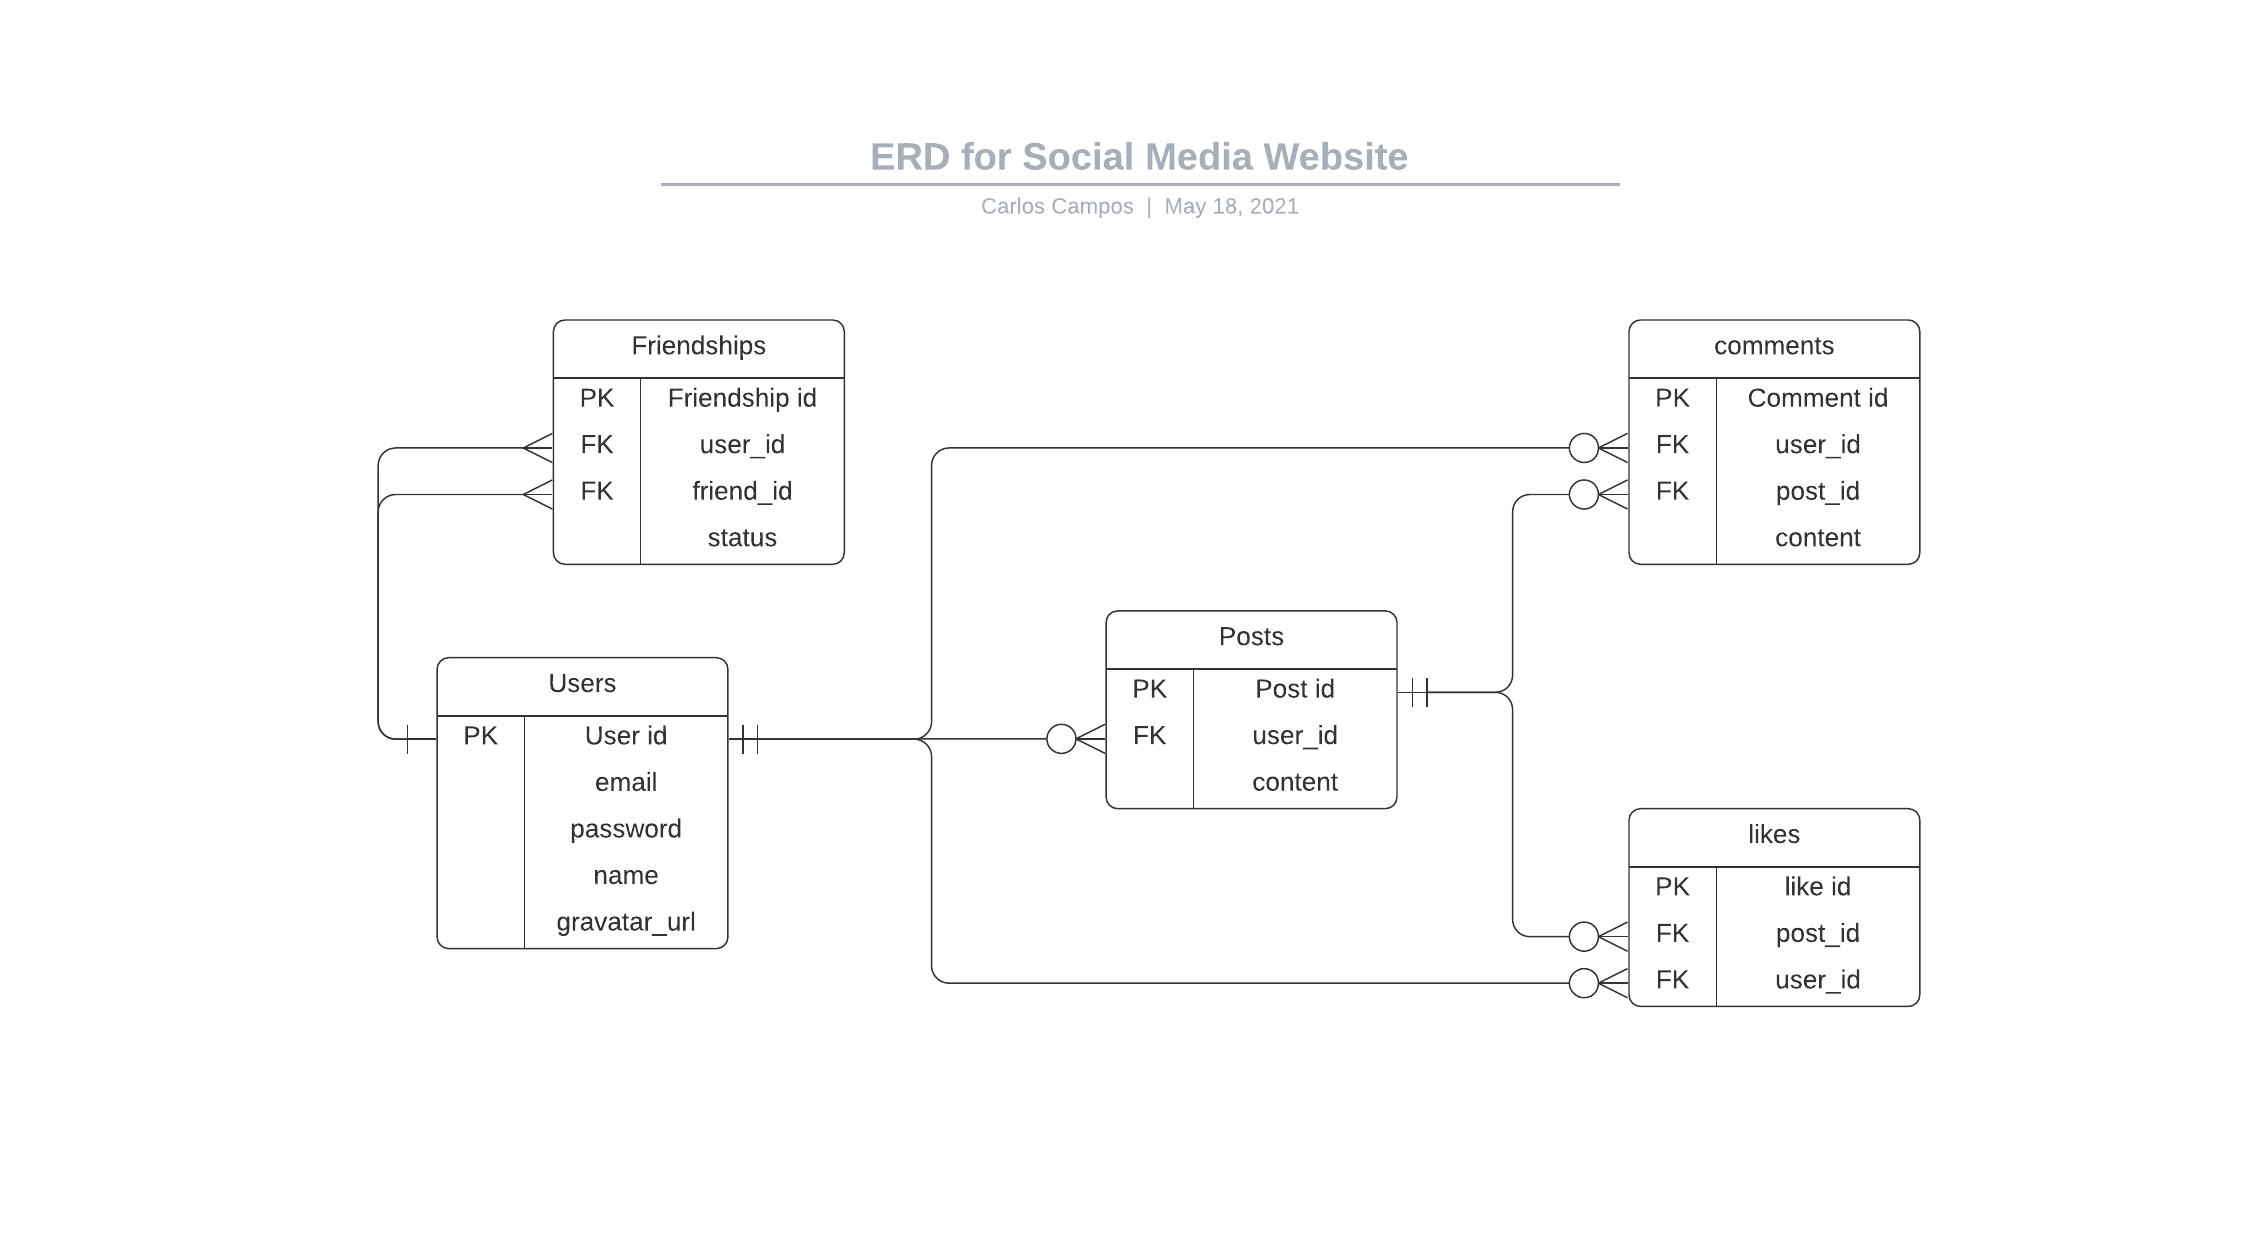 ERD for Social Media Website
Carlos Campos | May 18, 2021
Friendships
PK Friendship id
FK user_id
FK friend_id
status
comments
PK Comment id
FK user_id
FK post_id
content
Users
PK User id
email
password
name
gravatar_url
Posts
PK Post id
FK user_id
content
likes
PK like id
FK post_id
FK user_id